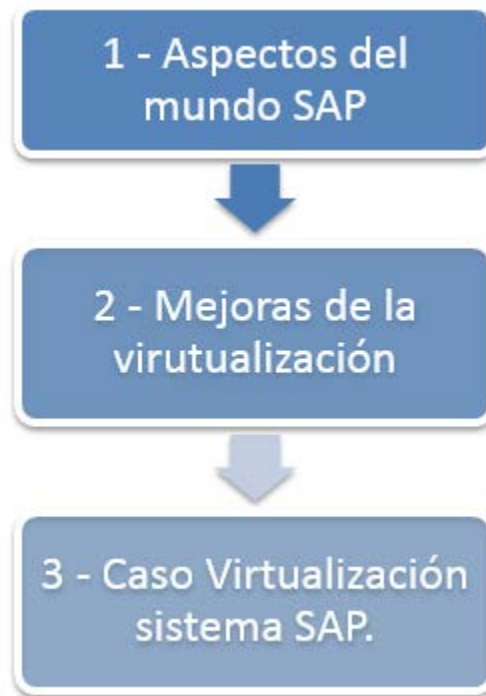 1 - Aspectos del
mundo SAP
2 - Mejoras de la
virutualización
3 - Caso Virtualización
sistema SAP.